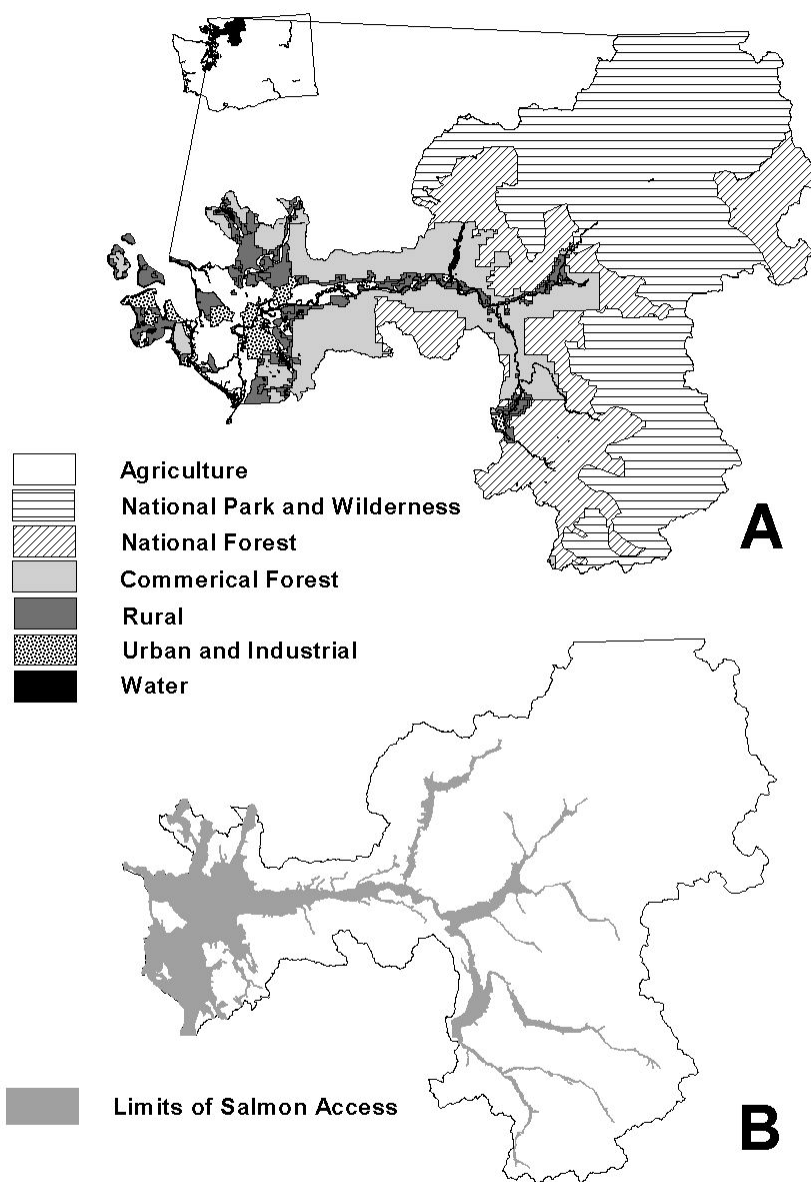 A
Agriculture
National Park and Wilderness
National Forest
Commerical Forest
Rural
Urban and Industrial
Water
Limits of Salmon Access
B